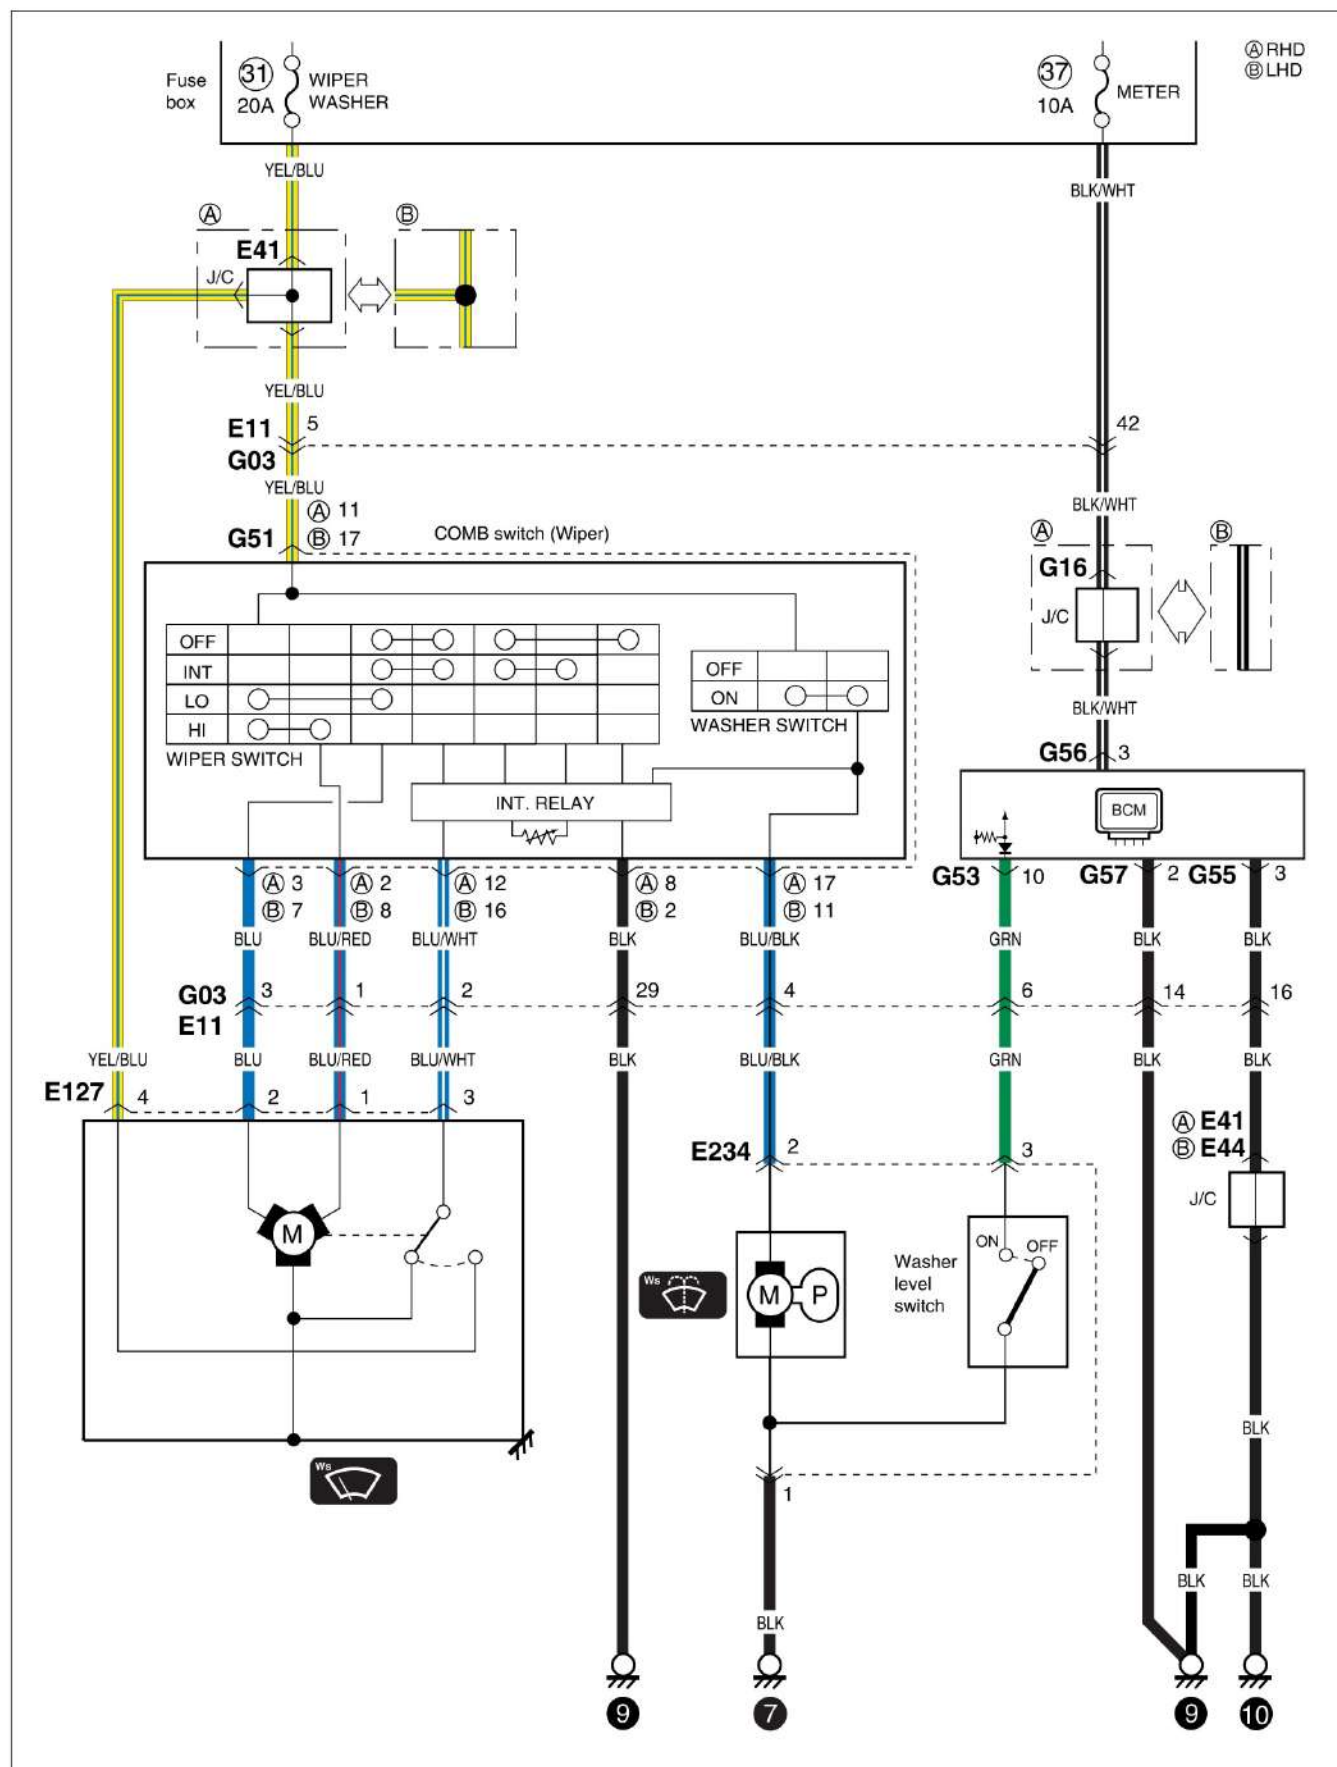 Fuse box
31
20A
WIPER WASHER
37
10A
METER
A RHD
B LHD
YEL/BLU
BLK/WHT
A
B
E41
J/C
YEL/BLU
E11 5
42
G03
YEL/BLU
BLK/WHT
A 11
G51 B 17
COMB switch (Wiper)
A
B
G16
J/C
OFF
INT
LO
HI
WIPER SWITCH
OFF
ON
WASHER SWITCH
BLK/WHT
G56 3
INT. RELAY
BCM
A 3
B 7
A 2
B 8
A 12
B 16
A 8
B 2
A 17
B 11
G53 10
G57 2
G55 3
BLU
BLU/RED
BLU/WHT
BLK
BLU/BLK
GRN
BLK
BLK
G03 3 1 2 29 4 6 14 16
E11
YEL/BLU
BLU
BLU/RED
BLU/WHT
BLK
BLU/BLK
GRN
BLK
BLK
E127 4 2 1 3
E234 2
3
A E41
B E44
J/C
M
M
P
Ws
Washer level switch
ON
OFF
Ws
1
BLK
BLK
BLK
BLK
9
7
9
10